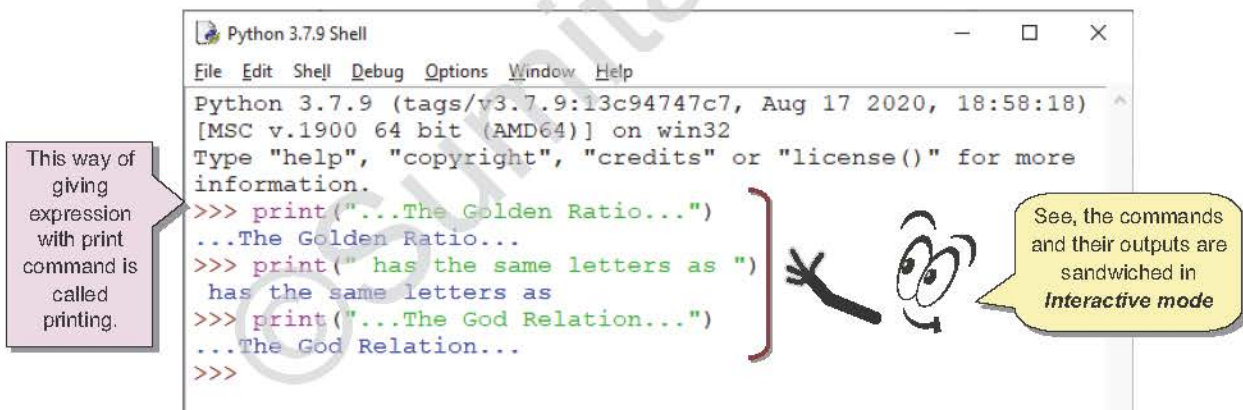 Python 3.7.9 Shell
File Edit Shell Debug Options Window Help
Python 3.7.9 (tags/v3.7.9:13c94747c7, Aug 17 2020, 18:58:18)
[MSC v.1900 64 bit (AMD64)] on win32
Type "help", "copyright", "credits" or "license()" for more
information.
>>> print("...The Golden Ratio...")
...The Golden Ratio...
>>> print(" has the same letters as ")
 has the same letters as
>>> print("...The God Relation...")
...The God Relation...
>>>
This way of
giving
expression
with print
command is
called
printing.
See, the commands
and their outputs are
sandwiched in
Interactive mode